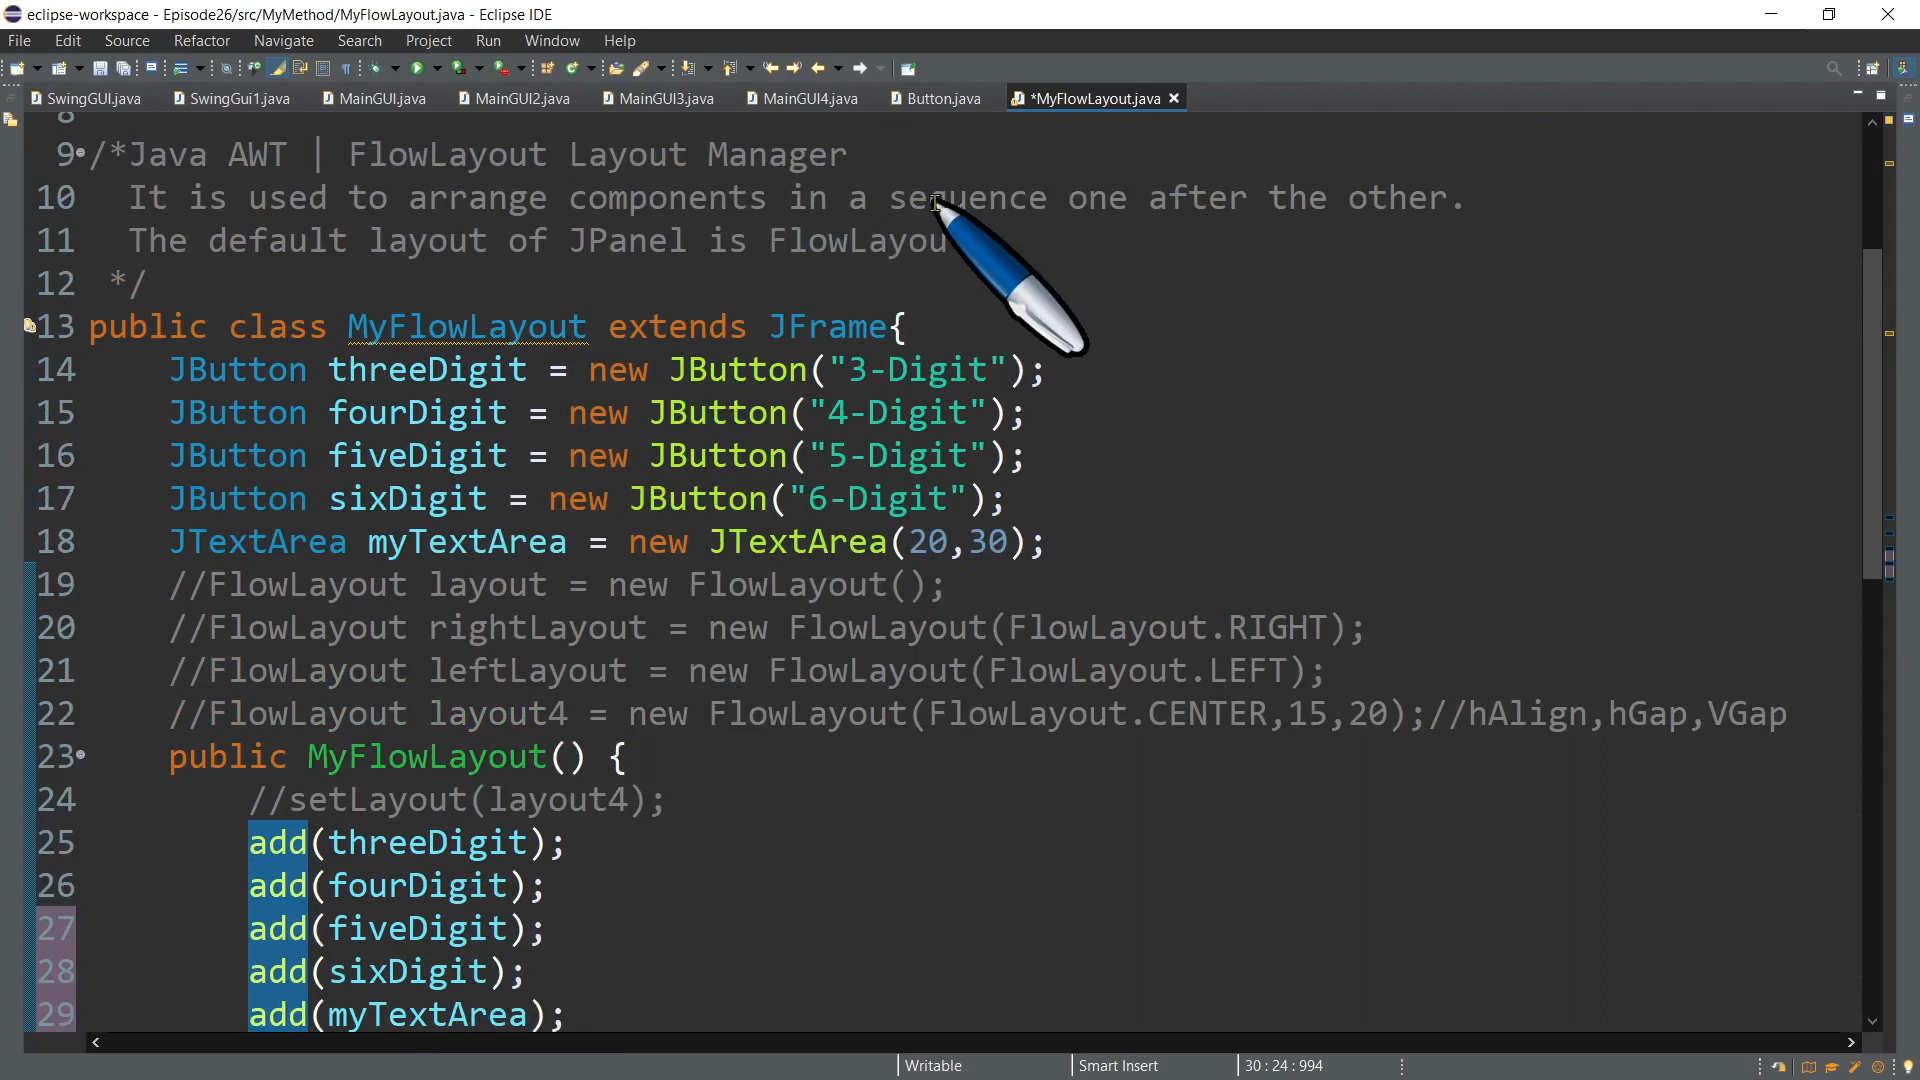 eclipse-workspace - Episode26/src/MyMethod/MyFlowLayout.java - Eclipse IDE
File Edit Source Refactor Navigate Search Project Run Window Help
SwingGUI.java SwingGui1.java MainGUI.java MainGUI2.java MainGUI3.java MainGUI4.java Button.java *MyFlowLayout.java
8
9 /*Java AWT | FlowLayout Layout Manager
10 It is used to arrange components in a sequence one after the other.
11 The default layout of JPanel is FlowLayou
12 */
13 public class MyFlowLayout extends JFrame{
14 JButton threeDigit = new JButton("3-Digit");
15 JButton fourDigit = new JButton("4-Digit");
16 JButton fiveDigit = new JButton("5-Digit");
17 JButton sixDigit = new JButton("6-Digit");
18 JTextArea myTextArea = new JTextArea(20,30);
19 //FlowLayout layout = new FlowLayout();
20 //FlowLayout rightLayout = new FlowLayout(FlowLayout.RIGHT);
21 //FlowLayout leftLayout = new FlowLayout(FlowLayout.LEFT);
22 //FlowLayout layout4 = new FlowLayout(FlowLayout.CENTER,15,20);//hAlign,hGap,VGap
23 public MyFlowLayout() {
24 //setLayout(layout4);
25 add(threeDigit);
26 add(fourDigit);
27 add(fiveDigit);
28 add(sixDigit);
29 add(myTextArea);
Writable Smart Insert 30 : 24 : 994